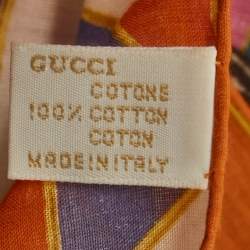 GUCCI
COTONE
100% COTTON
COTON
MADE IN ITALY